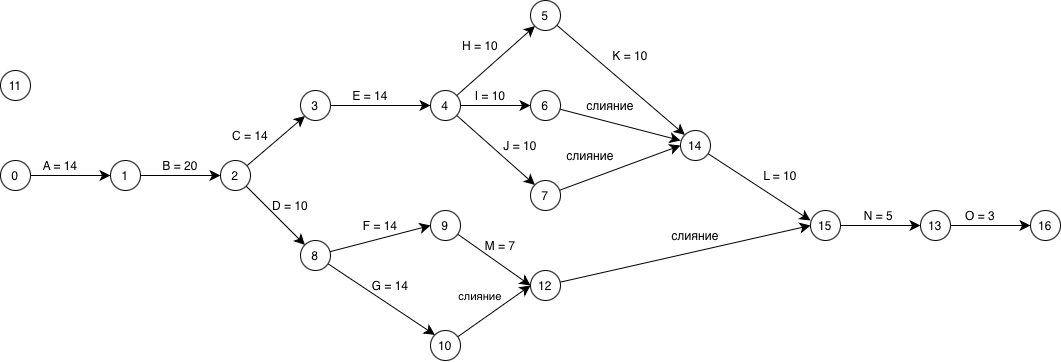 5
H = 10
K = 10
11
3
E = 14
4
I = 10
6
слияние
C = 14
J = 10
слияние
14
0
A = 14
1
B = 20
2
7
L = 10
D = 10
F = 14
9
M = 7
слияние
15
N = 5
13
O = 3
16
8
G = 14
слияние
12
10